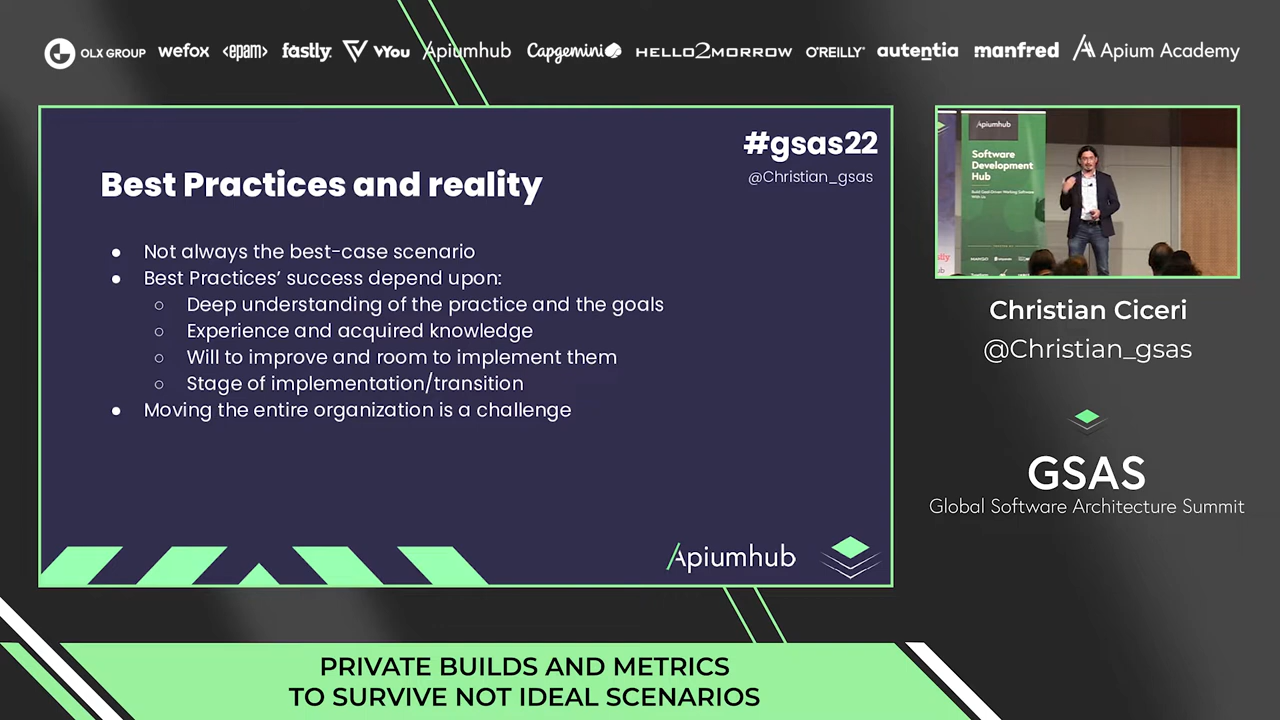 OLX GROUP
wefox
<epam>
fastly.
VYou
Apiumhub
Capgemini
HELLO2MORROW
O'REILLY®
autentia
manfred
Apium Academy
#gsas22
@Christian_gsas
Best Practices and reality
● Not always the best-case scenario
● Best Practices’ success depend upon:
○ Deep understanding of the practice and the goals
○ Experience and acquired knowledge
○ Will to improve and room to implement them
○ Stage of implementation/transition
● Moving the entire organization is a challenge
Apiumhub
Apiumhub
Software
Development
Hub
Christian Ciceri
@Christian_gsas
GSAS
Global Software Architecture Summit
PRIVATE BUILDS AND METRICS
TO SURVIVE NOT IDEAL SCENARIOS